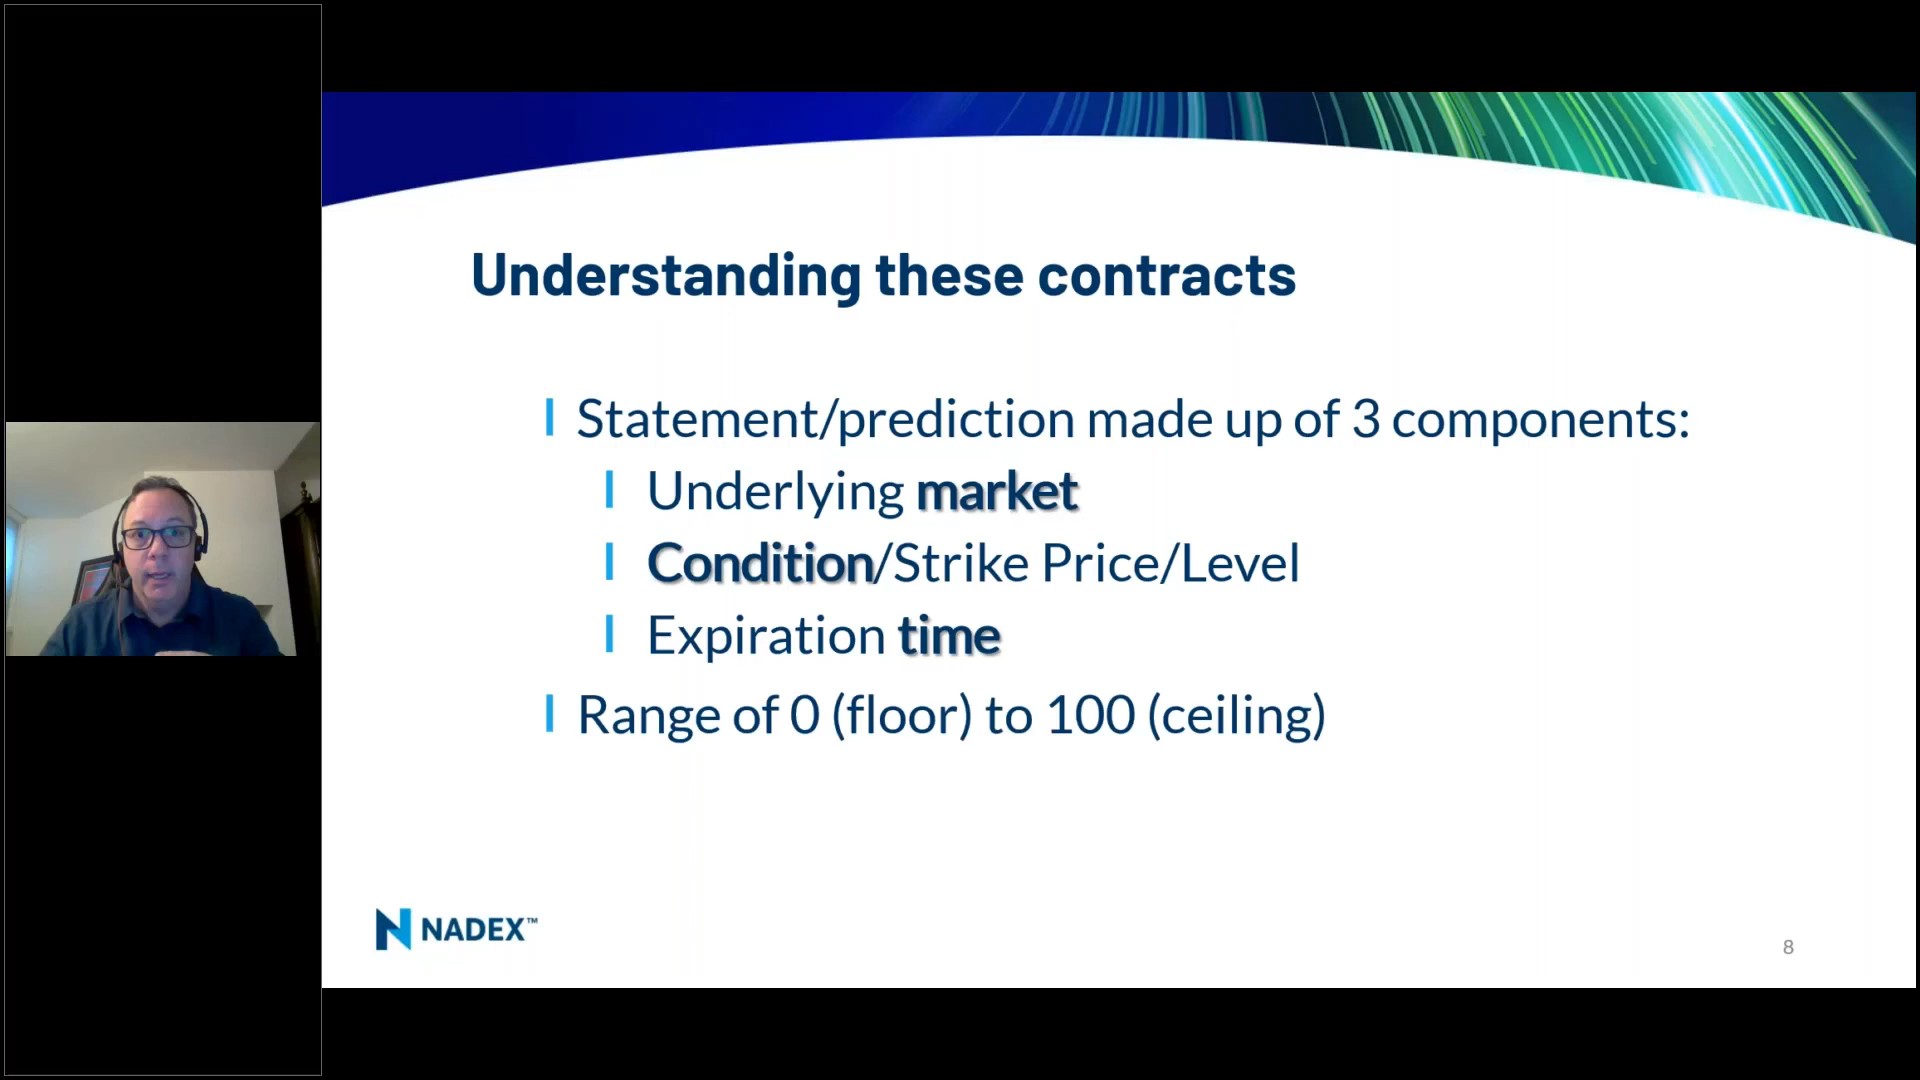 Understanding these contracts
Statement/prediction made up of 3 components:
Underlying market
Condition/Strike Price/Level
Expiration time
Range of 0 (floor) to 100 (ceiling)
NADEX™
8